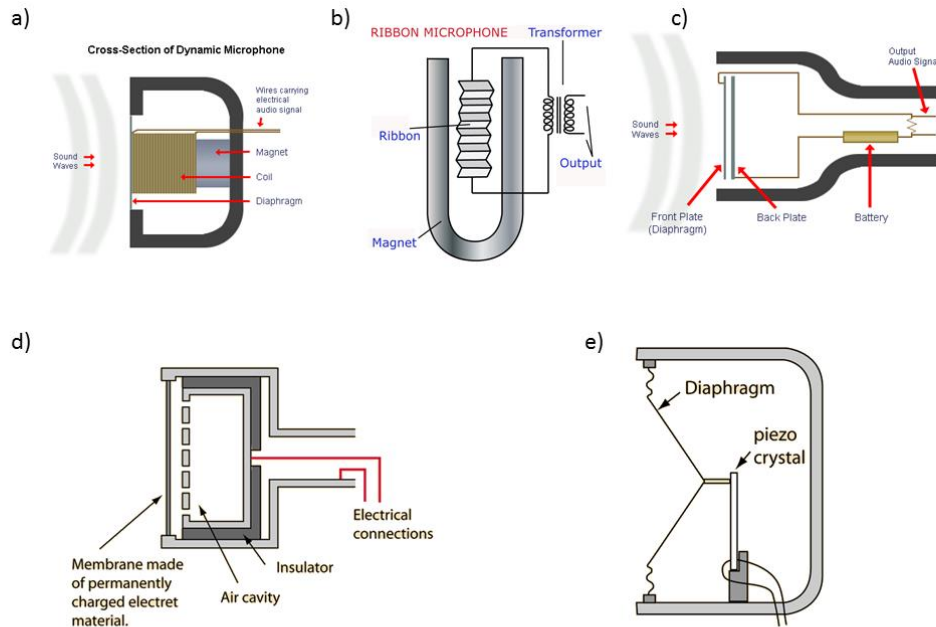 a)
Cross-Section of Dynamic Microphone
Wires carrying
electrical
audio signal
Sound
Waves
Magnet
Coil
Diaphragm
b)
RIBBON MICROPHONE
Transformer
Ribbon
Output
Magnet
c)
Output
Audio Signal
Sound
Waves
Front Plate
(Diaphragm)
Back Plate
Battery
d)
Electrical
connections
Insulator
Air cavity
Membrane made
of permanently
charged electret
material.
e)
Diaphragm
piezo
crystal